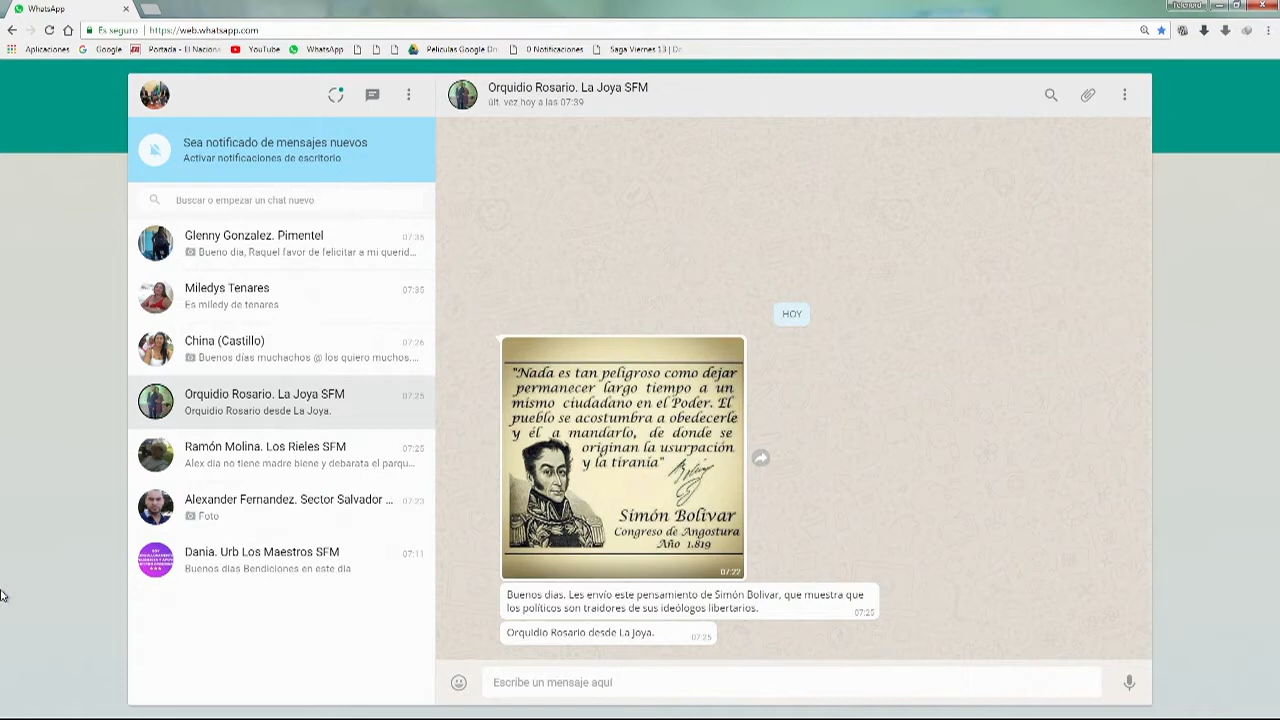 WhatsApp
Telenord
Es seguro
https://web.whatsapp.com
Aplicaciones
Google
Portada - El Naciona
YouTube
WhatsApp
Peliculas Google Dri
0 Notificaciones
Saga Viernes 13 | De
Orquidio Rosario. La Joya SFM
últ. vez hoy a las 07:39
Sea notificado de mensajes nuevos
Activar notificaciones de escritorio
Buscar o empezar un chat nuevo
Glenny Gonzalez. Pimentel
07:35
Bueno dia, Raquel favor de felicitar a mi querid...
Miledys Tenares
07:35
Es miledy de tenares
China (Castillo)
07:26
Buenos días muchachos @ los quiero muchos....
Orquidio Rosario. La Joya SFM
07:25
Orquidio Rosario desde La Joya.
Ramón Molina. Los Rieles SFM
07:25
Alex dia no tiene madre biene y debarata el parqu...
Alexander Fernandez. Sector Salvador ...
07:23
Foto
Dania. Urb Los Maestros SFM
07:11
Buenos dias Bendiciones en este dia
HOY
"Nada es tan peligroso como dejar
permanecer largo tiempo a un
mismo ciudadano en el Poder. El
pueblo se acostumbra a obedecerle
y él a mandarlo, de donde se
originan la usurpación
y la tiranía"
Simón Bolívar
Congreso de Angostura
Año 1.819
07:22
Buenos dias. Les envío este pensamiento de Simón Bolivar, que muestra que
los políticos son traidores de sus ideólogos libertarios.
07:25
Orquidio Rosario desde La Joya.
07:25
Escribe un mensaje aquí